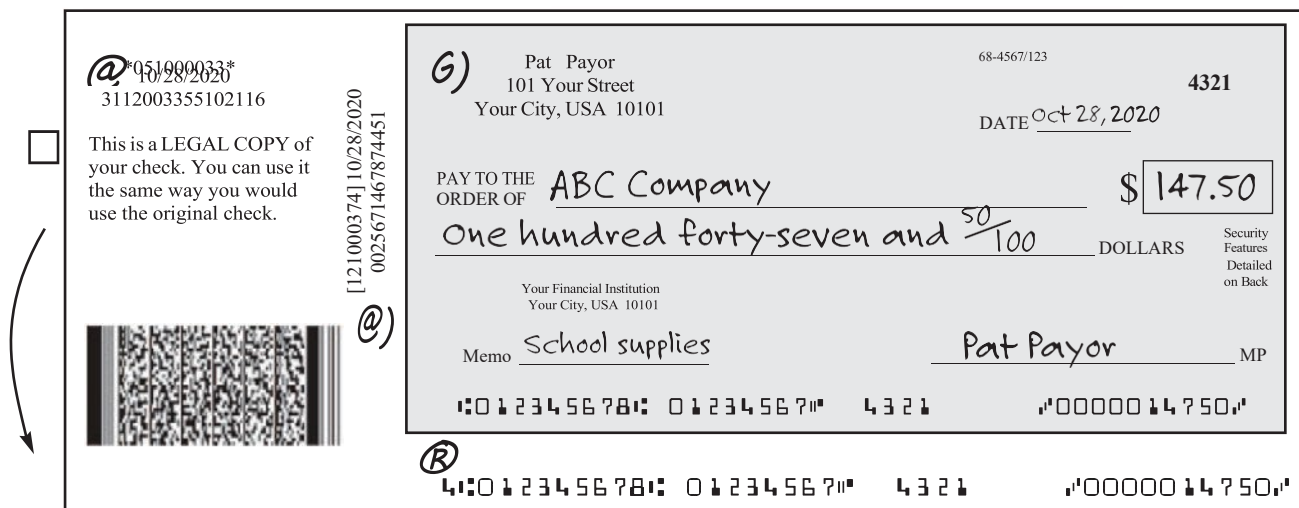 @ *051000033*
10/28/2020
3112003355102116
This is a LEGAL COPY of
your check. You can use it
the same way you would
use the original check.
[121000374] 10/28/2020
0025671467874451
@)
G)
Pat Payor
101 Your Street
Your City, USA 10101
68-4567/123
4321
DATE Oct 28, 2020
PAY TO THE
ORDER OF ABC Company $ 147.50
One hundred forty-seven and 50/100 DOLLARS
Security
Features
Detailed
on Back
Your Financial Institution
Your City, USA 10101
Memo School supplies Pat Payor MP
⑆012345678⑆ 01234567⑈ 4321 ⑇0000014750⑇
R
4⑆012345678⑆ 01234567⑈ 4321 ⑇0000014750⑇